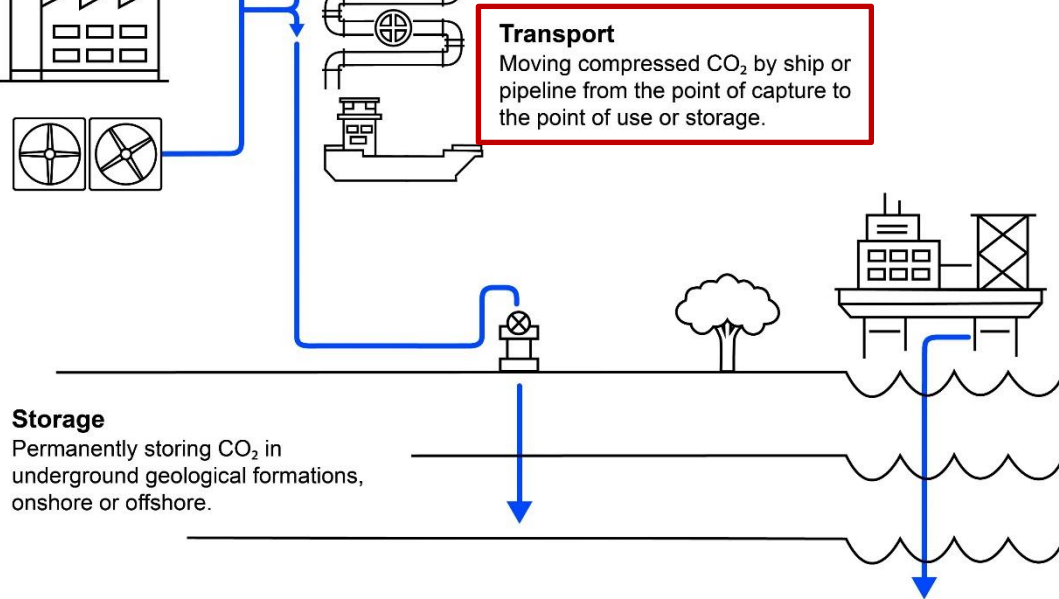 Transport
Moving compressed CO₂ by ship or
pipeline from the point of capture to
the point of use or storage.
Storage
Permanently storing CO₂ in
underground geological formations,
onshore or offshore.